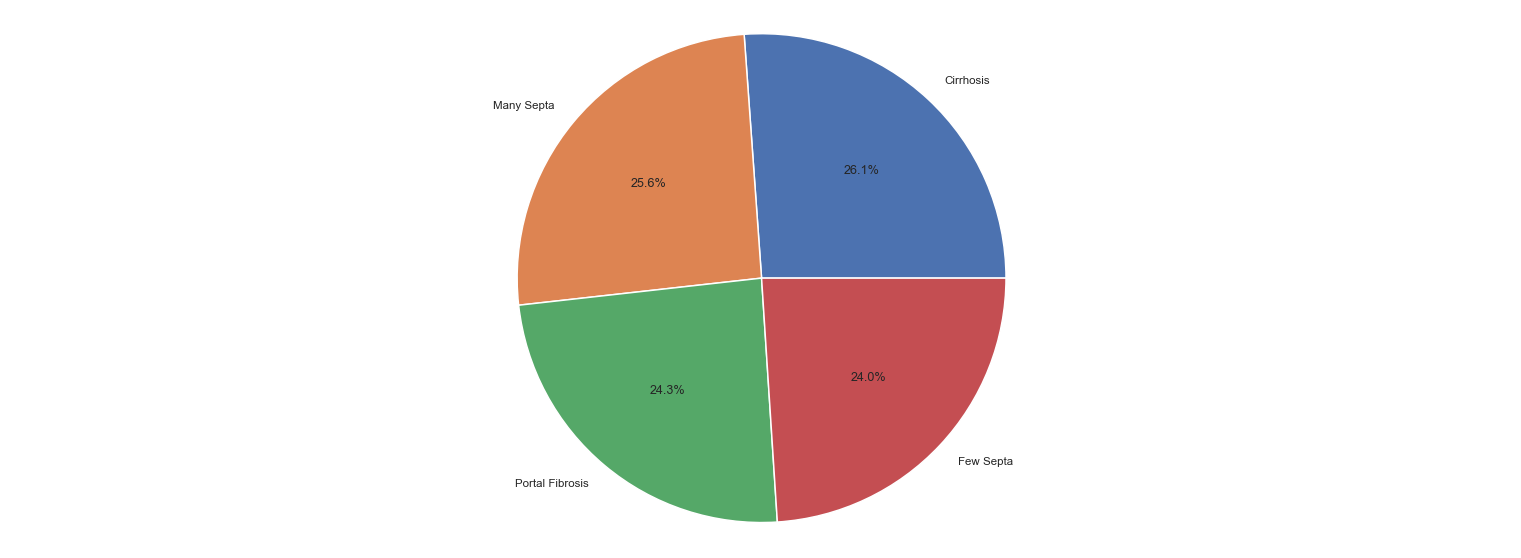 Cirrhosis
Many Septa
26.1%
25.6%
24.3%
24.0%
Few Septa
Portal Fibrosis